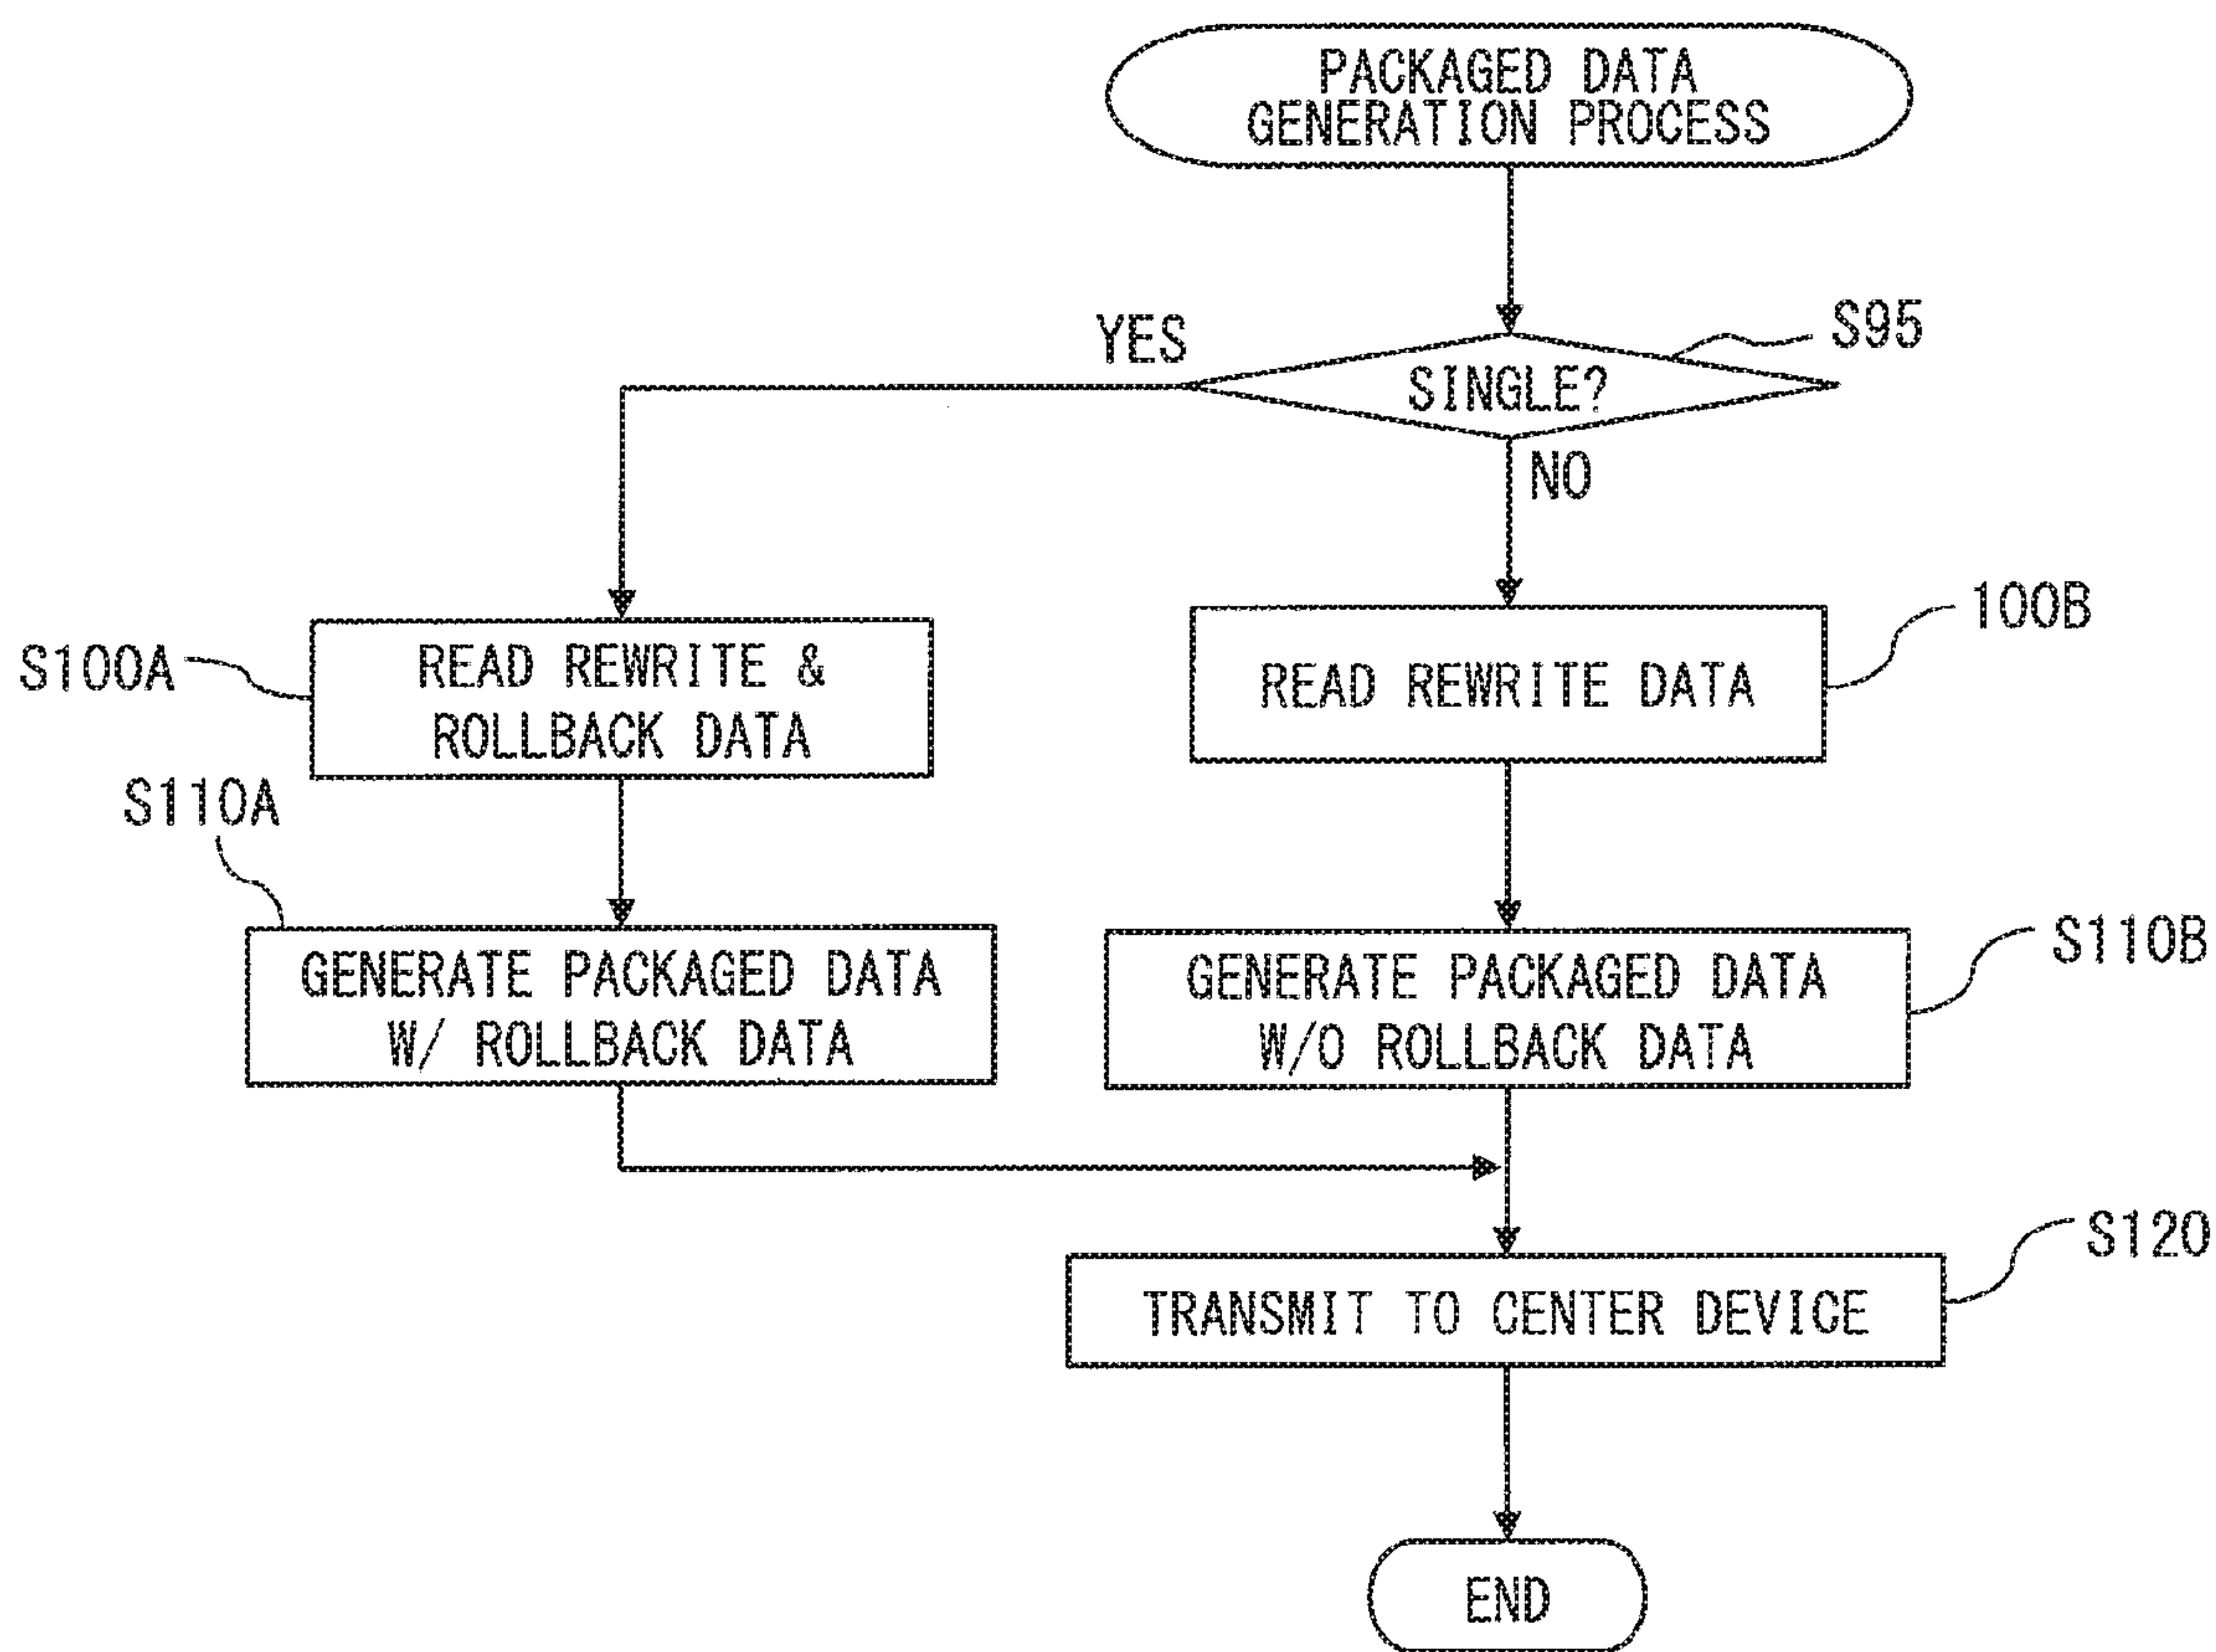 PACKAGED DATA
GENERATION PROCESS
S95
YES
SINGLE?
NO
100B
S100A
READ REWRITE &
ROLLBACK DATA
READ REWRITE DATA
S110A
S110B
GENERATE PACKAGED DATA
W/ ROLLBACK DATA
GENERATE PACKAGED DATA
W/O ROLLBACK DATA
S120
TRANSMIT TO CENTER DEVICE
END